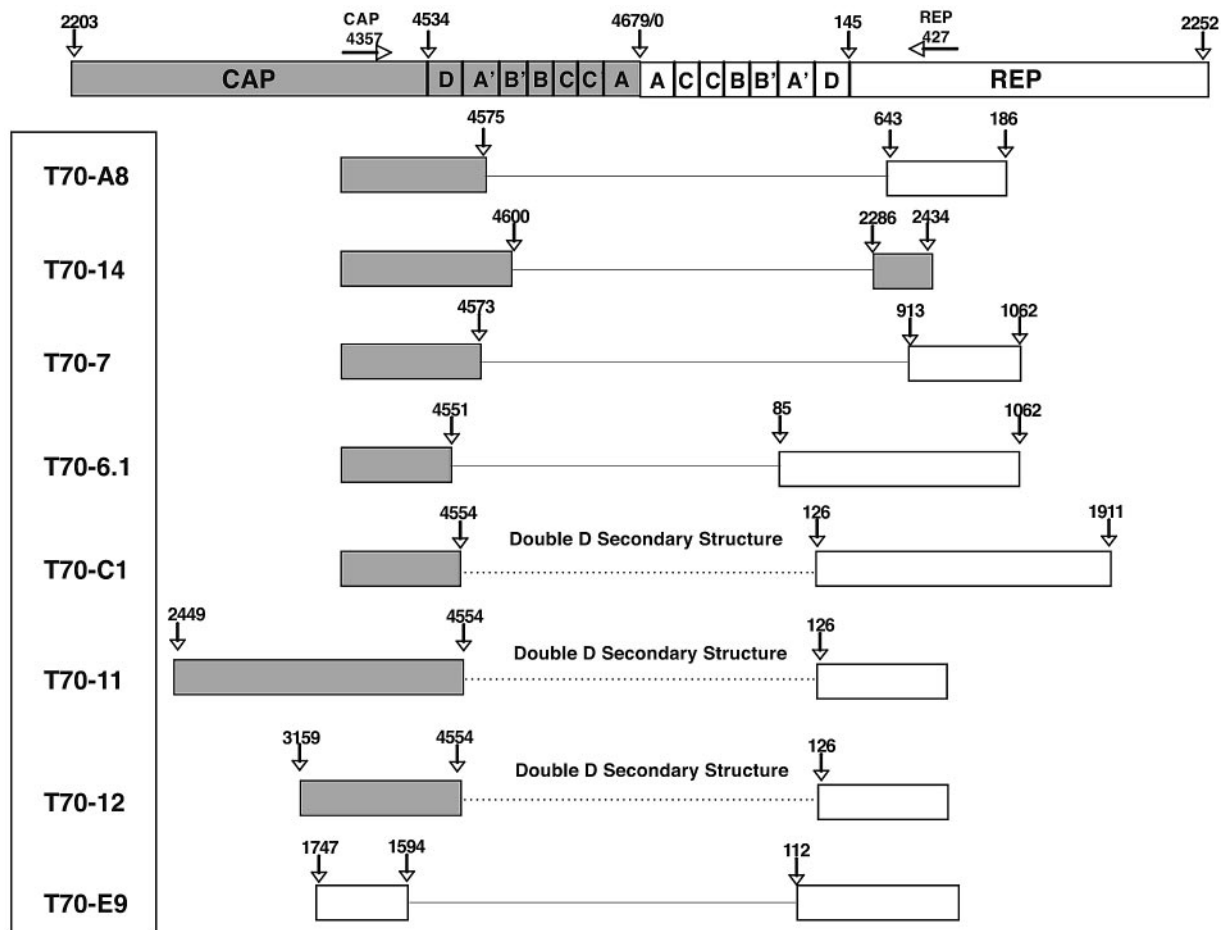 CAP REP
2203 4357 4534 4679/0 145 427 2252
CAP D A' B' B C C A A C C B B' A' D REP
4575 643 186
T70-A8
4600 2286 2434
T70-14
4573 913 1062
T70-7
4551 85 1062
T70-6.1
4554 Double D Secondary Structure 126 1911
T70-C1
2449 4554 Double D Secondary Structure 126
T70-11
3159 4554 Double D Secondary Structure 126
T70-12
1747 1594 112
T70-E9